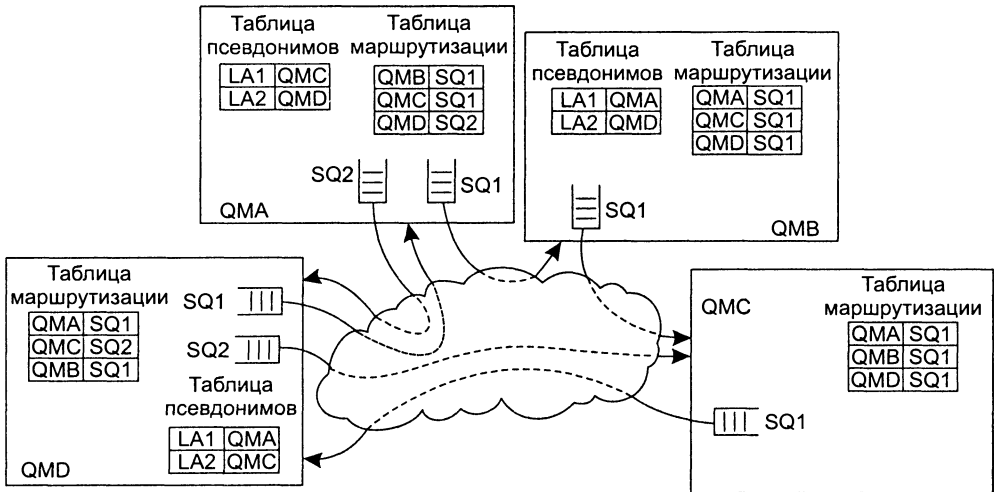 Таблица псевдонимов
LA1 QMC
LA2 QMD
Таблица маршрутизации
QMB SQ1
QMC SQ1
QMD SQ2
SQ2
SQ1
QMA
Таблица псевдонимов
LA1 QMA
LA2 QMD
Таблица маршрутизации
QMA SQ1
QMC SQ1
QMD SQ1
SQ1
QMB
Таблица маршрутизации
QMA SQ1
QMC SQ2
QMB SQ1
SQ1
SQ2
Таблица псевдонимов
LA1 QMA
LA2 QMC
QMD
QMC
Таблица маршрутизации
QMA SQ1
QMB SQ1
QMD SQ1
SQ1